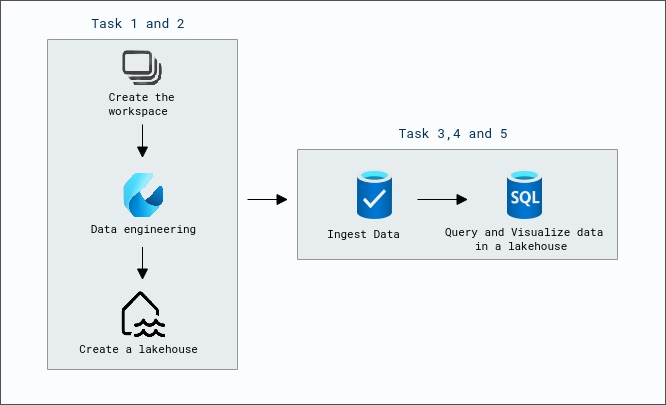 Task 1 and 2
Create the
workspace
Data engineering
Create a lakehouse
Task 3,4 and 5
Ingest Data
SQL
Query and Visualize data
in a lakehouse